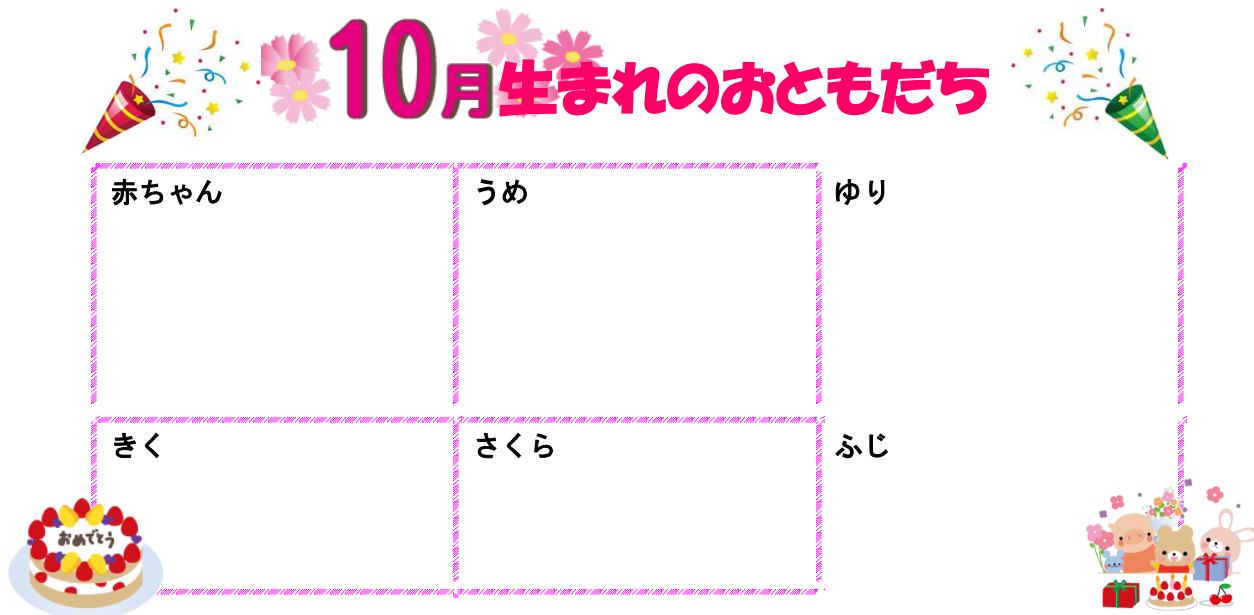 10月生まれのおともだち
赤ちゃん
うめ
ゆり
きく
さくら
ふじ
おめでとう